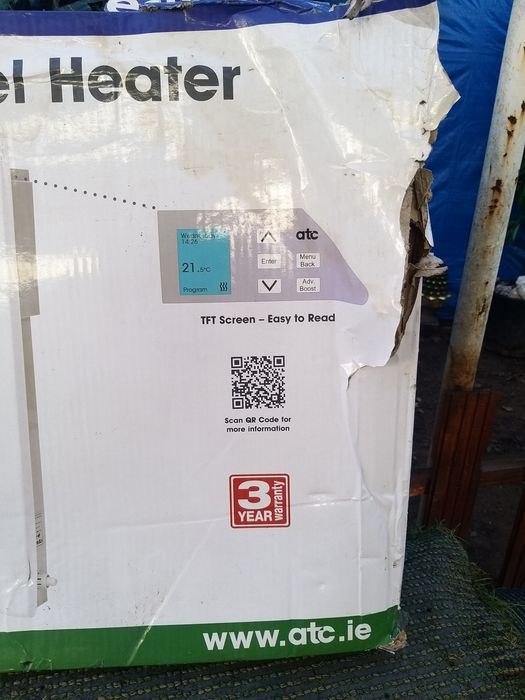 el Heater
Wednesday
14:26
21.5°C
Program
atc
Enter
Menu
Back
Adv.
Boost
TFT Screen – Easy to Read
Scan QR Code for
more information
3
YEAR
warranty
www.atc.ie